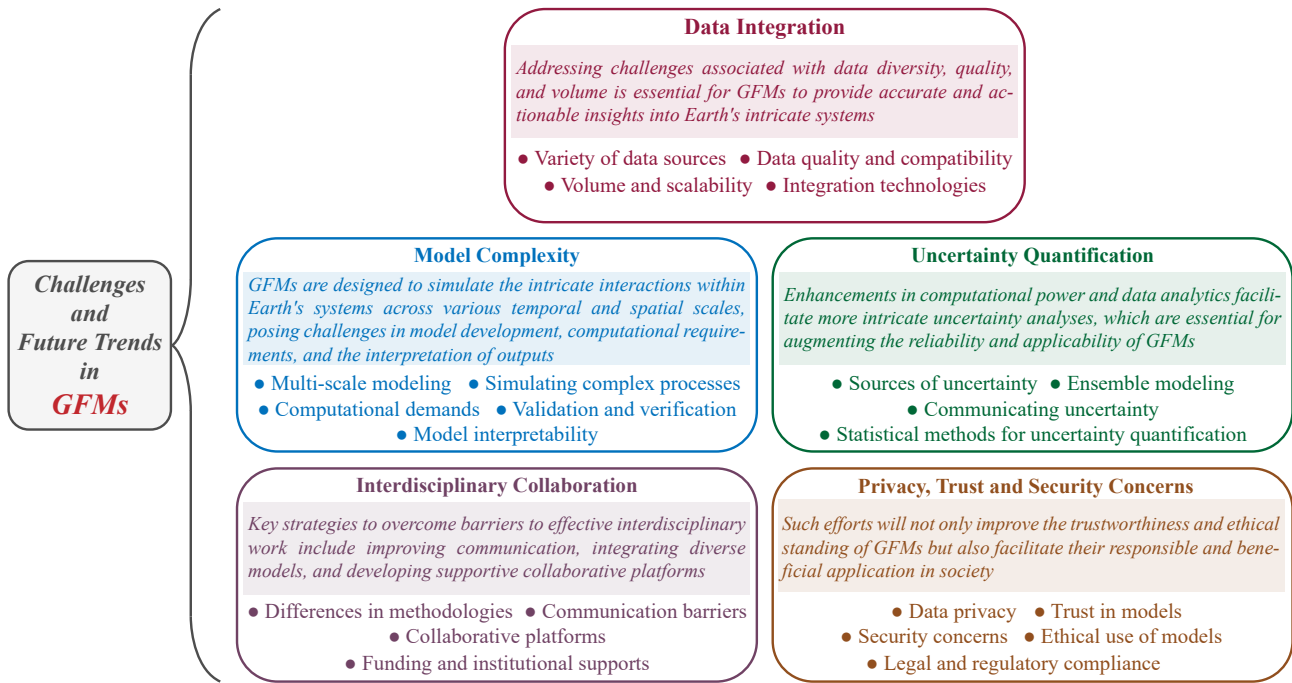 Challenges
and
Future Trends
in
GFMs
Data Integration
Addressing challenges associated with data diversity, quality,
and volume is essential for GFMs to provide accurate and ac-
tionable insights into Earth's intricate systems
● Variety of data sources ● Data quality and compatibility
● Volume and scalability ● Integration technologies
Model Complexity
GFMs are designed to simulate the intricate interactions within
Earth's systems across various temporal and spatial scales,
posing challenges in model development, computational require-
ments, and the interpretation of outputs
● Multi-scale modeling ● Simulating complex processes
● Computational demands ● Validation and verification
● Model interpretability
Uncertainty Quantification
Enhancements in computational power and data analytics facili-
tate more intricate uncertainty analyses, which are essential for
augmenting the reliability and applicability of GFMs
● Sources of uncertainty ● Ensemble modeling
● Communicating uncertainty
● Statistical methods for uncertainty quantification
Interdisciplinary Collaboration
Key strategies to overcome barriers to effective interdisciplinary
work include improving communication, integrating diverse
models, and developing supportive collaborative platforms
● Differences in methodologies ● Communication barriers
● Collaborative platforms
● Funding and institutional supports
Privacy, Trust and Security Concerns
Such efforts will not only improve the trustworthiness and ethical
standing of GFMs but also facilitate their responsible and bene-
ficial application in society
● Data privacy ● Trust in models
● Security concerns ● Ethical use of models
● Legal and regulatory compliance